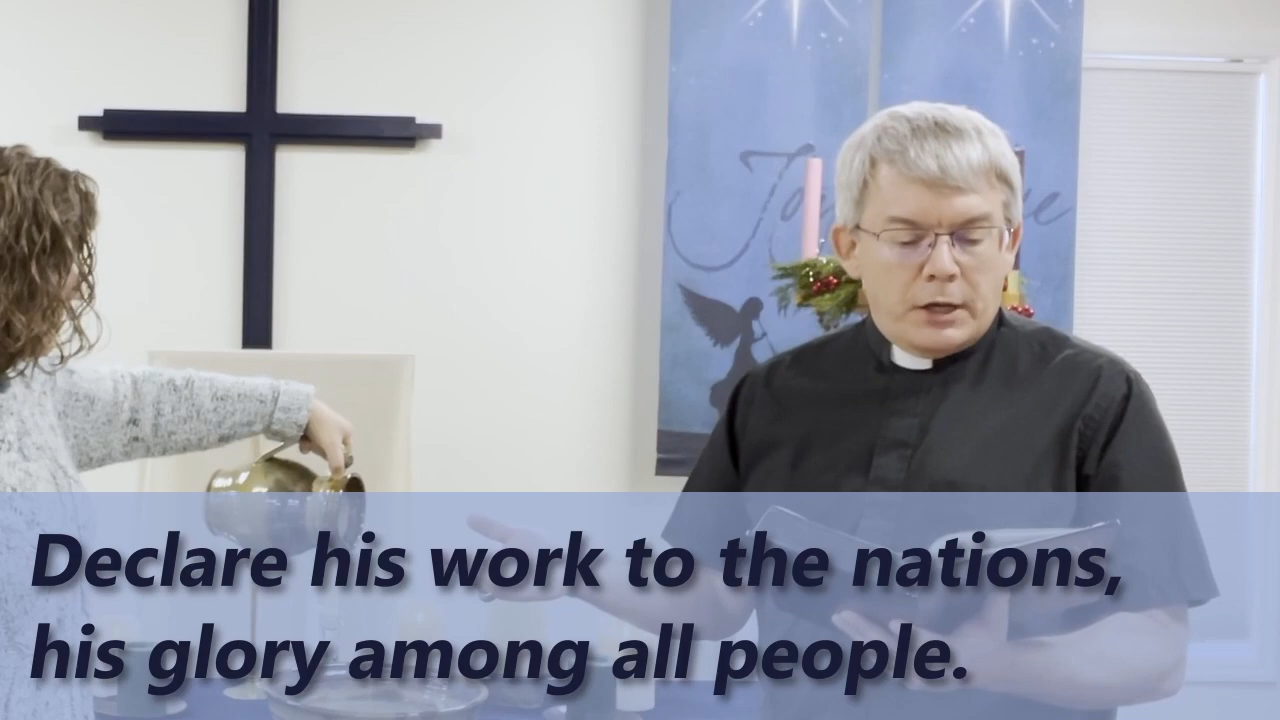 Declare his work to the nations,
his glory among all people.